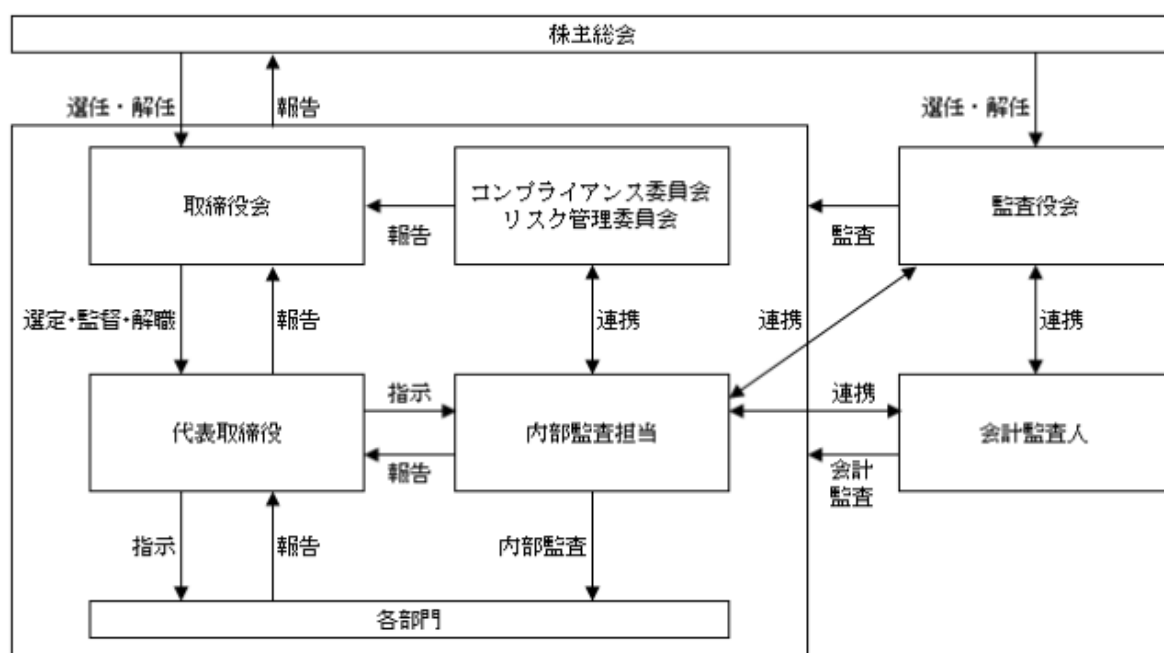 株主総会
選任・解任
報告
選任・解任
取締役会
コンプライアンス委員会
リスク管理委員会
監査役会
報告
監査
選定・監督・解職
報告
連携
連携
連携
代表取締役
指示
内部監査担当
連携
会計監査人
報告
会計
監査
指示
報告
内部監査
各部門